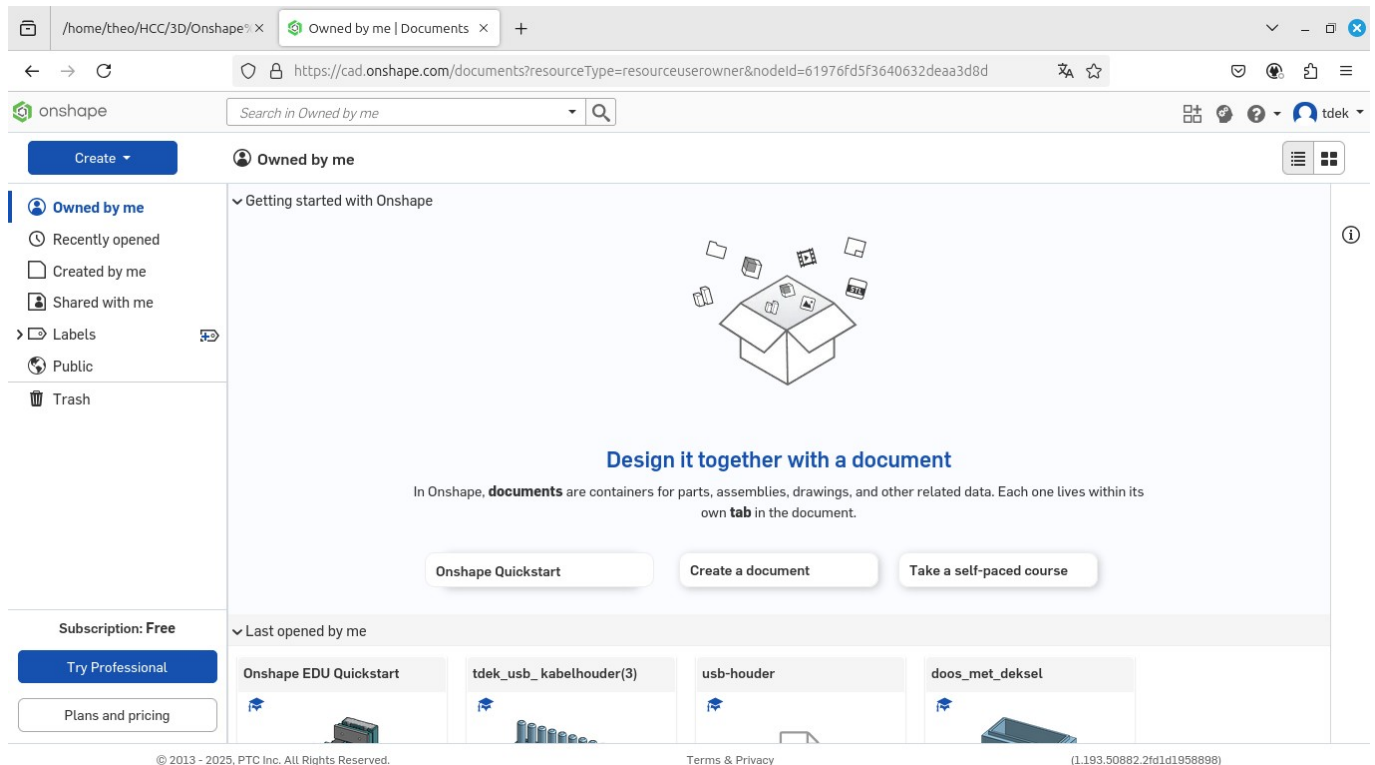 /home/theo/HCC/3D/Onshape%
Owned by me | Documents
https://cad.onshape.com/documents?resourceType=resourceuserowner&nodeId=61976fd5f3640632deaa3d8d
onshape
Search in Owned by me
tdek
Create
Owned by me
Owned by me
Recently opened
Created by me
Shared with me
Labels
Public
Trash
Getting started with Onshape
STL
Design it together with a document
In Onshape, documents are containers for parts, assemblies, drawings, and other related data. Each one lives within its
own tab in the document.
Onshape Quickstart
Create a document
Take a self-paced course
Subscription: Free
Try Professional
Plans and pricing
Last opened by me
Onshape EDU Quickstart
tdek_usb_ kabelhouder(3)
usb-houder
doos_met_deksel
© 2013 - 2025, PTC Inc. All Rights Reserved.
Terms & Privacy
(1.193.50882.2fd1d1958898)